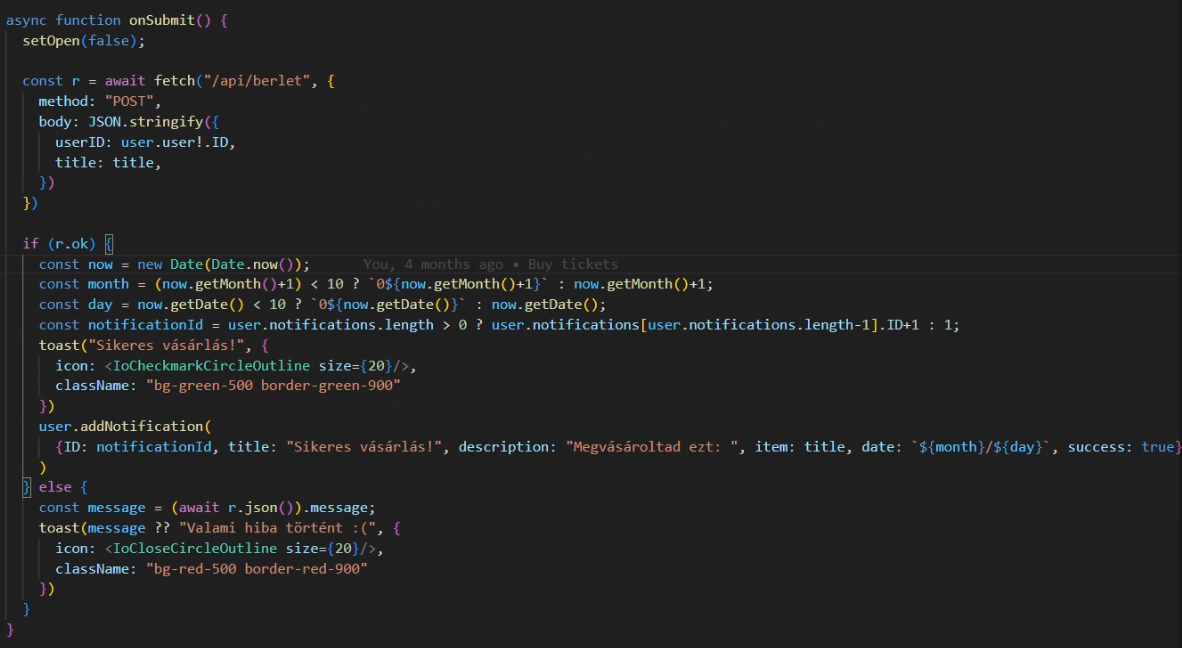 async function onSubmit() {
setOpen(false);
const r = await fetch("/api/berlet", {
method: "POST",
body: JSON.stringify({
userID: user.user!.ID,
title: title,
})
})
if (r.ok) {
const now = new Date(Date.now()); You, 4 months ago • Buy tickets
const month = (now.getMonth()+1) < 10 ? `0${now.getMonth()+1}` : now.getMonth()+1;
const day = now.getDate() < 10 ? `0${now.getDate()}` : now.getDate();
const notificationId = user.notifications.length > 0 ? user.notifications[user.notifications.length-1].ID+1 : 1;
toast("Sikeres vásárlás!", {
icon: <IoCheckmarkCircleOutline size={20}/>,
className: "bg-green-500 border-green-900"
})
user.addNotification(
{ID: notificationId, title: "Sikeres vásárlás!", description: "Megvásároltad ezt: ", item: title, date: `${month}/${day}`, success: true}
)
} else {
const message = (await r.json()).message;
toast(message ?? "Valami hiba történt :(", {
icon: <IoCloseCircleOutline size={20}/>,
className: "bg-red-500 border-red-900"
})
}
}